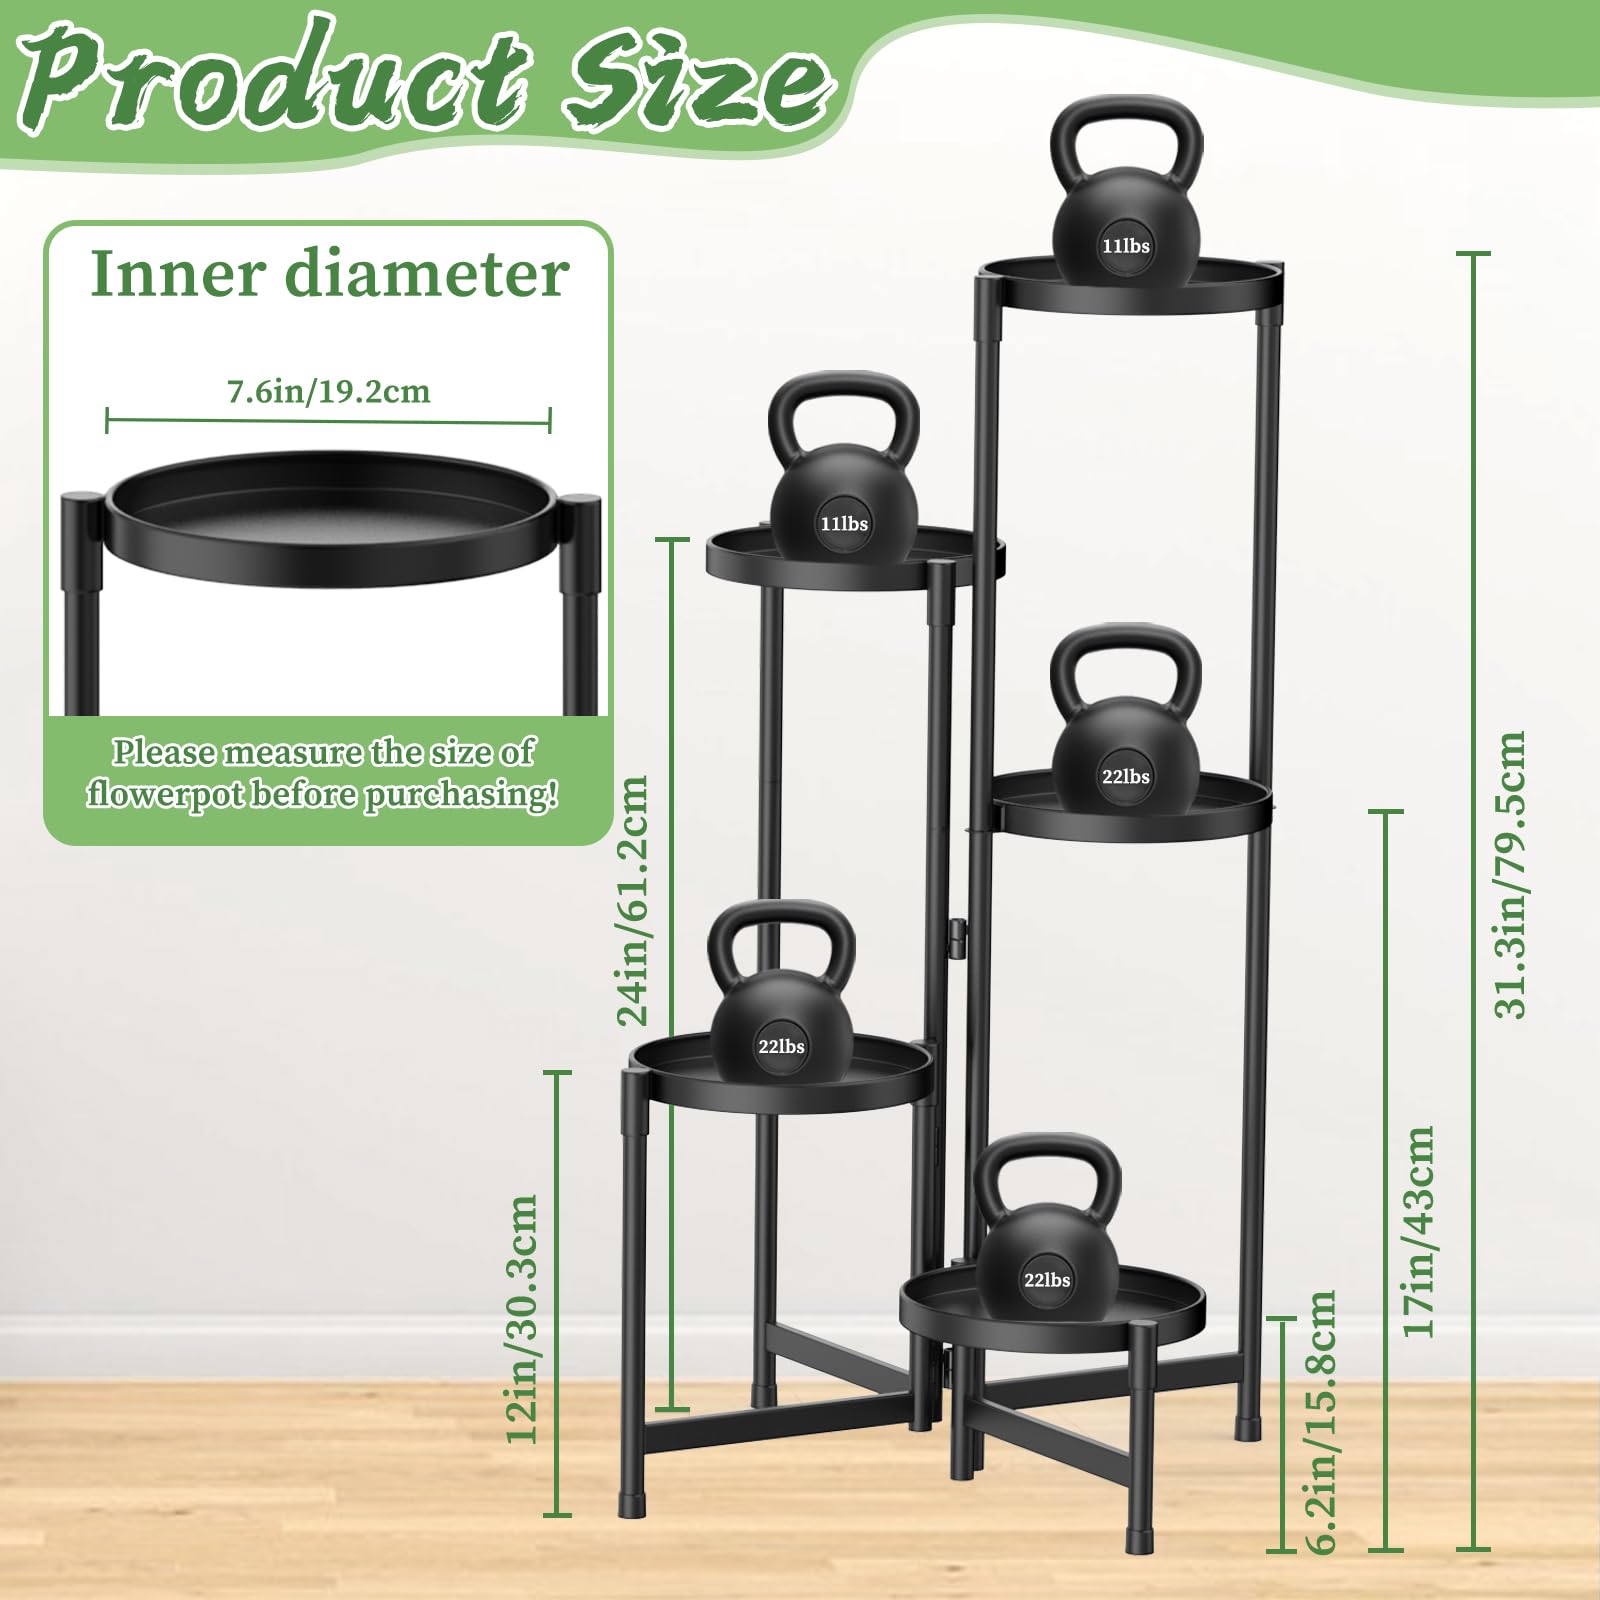 Product Size
Inner diameter
7.6in/19.2cm
Please measure the size of
flowerpot before purchasing!
11lbs
11lbs
22lbs
22lbs
22lbs
24in/61.2cm
12in/30.3cm
31.3in/79.5cm
17in/43cm
6.2in/15.8cm